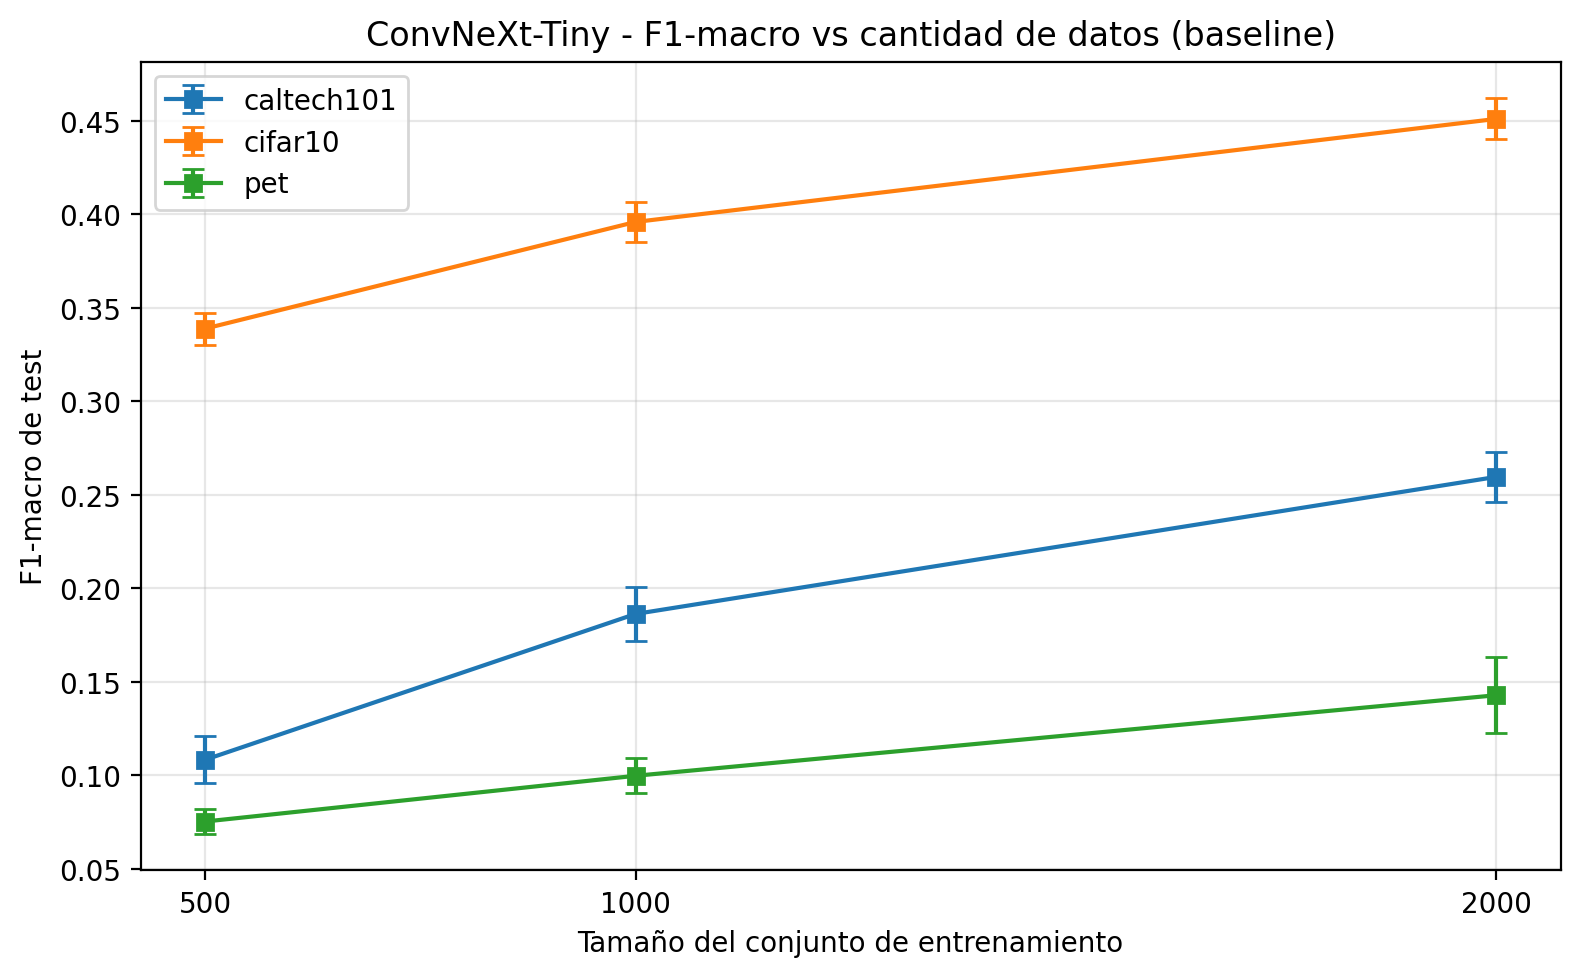 ConvNeXt-Tiny - F1-macro vs cantidad de datos (baseline)
caltech101
cifar10
pet
F1-macro de test
0.45
0.40
0.35
0.30
0.25
0.20
0.15
0.10
0.05
500 1000 2000
Tamaño del conjunto de entrenamiento